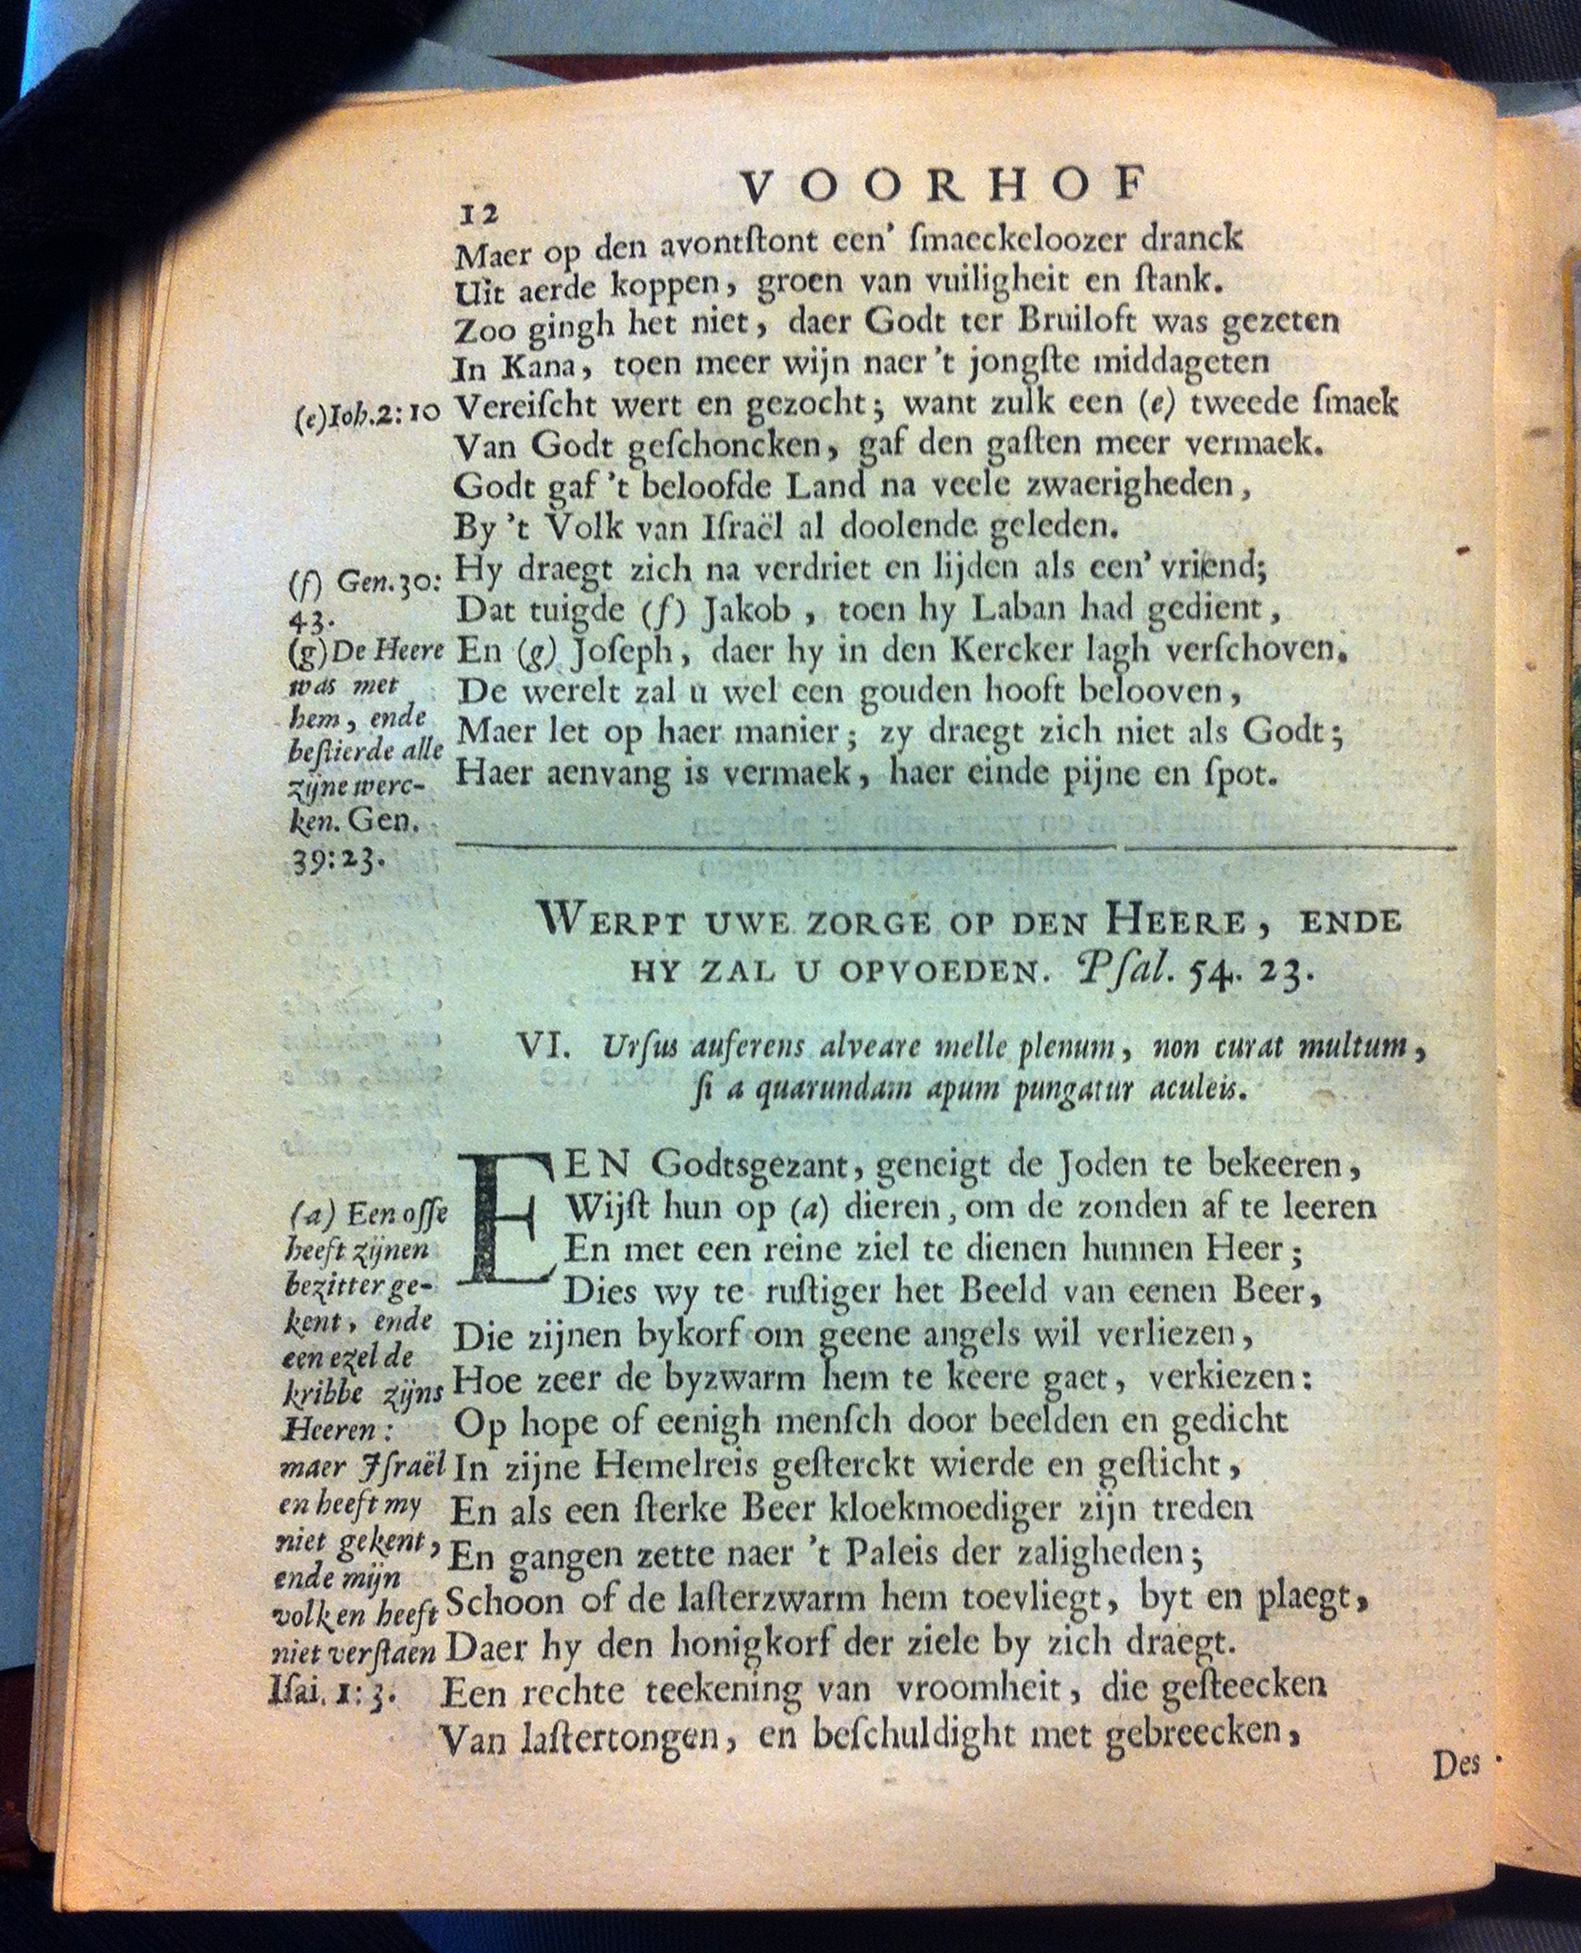 VOORHOF
12
Maer op den avontſtont een' ſmaeckeloozer dranck
Uit aerde koppen, groen van vuiligheit en ſtank.
Zoo gingh het niet, daer Godt ter Bruiloft was gezeten
In Kana, toen meer wijn naer 't jongſte middageten
(e) Ioh. 2:10
Vereiſcht wert en gezocht; want zulk een (e) tweede ſmaek
Van Godt geſchoncken, gaf den gaſten meer vermaek.
Godt gaf 't beloofde Land na veele zwaerigheden,
By 't Volk van Iſraël al doolende geleden.
Hy draegt zich na verdriet en lijden als een' vriend;
Dat tuigde (f) Jakob, toen hy Laban had gedient,
En (g) Joſeph, daer hy in den Kercker lagh verſchoven.
De werelt zal u wel een gouden hooft belooven,
Maer let op haer manier; zy draegt zich niet als Godt;
Haer aenvang is vermaek, haer einde pijne en ſpot.
(f) Gen. 30:
43.
(g) De Heere
was met
hem, ende
beſtierde alle
zijne werc-
ken. Gen.
39:23.
WERPT UWE ZORGE OP DEN HEERE, ENDE
HY ZAL U OPVOEDEN. Pſal. 54. 23.
VI. Urſus auferens alveare melle plenum, non curat multum,
ſi a quarundam apum pungatur aculeis.
EEN Godtsgezant, geneigt de Joden te bekeeren,
Wijſt hun op (a) dieren, om de zonden af te leeren
En met een reine ziel te dienen hunnen Heer;
Dies wy te ruſtiger het Beeld van eenen Beer,
Die zijnen bykorf om geene angels wil verliezen,
Hoe zeer de byzwarm hem te keere gaet, verkiezen:
Op hope of eenigh menſch door beelden en gedicht
In zijne Hemelreis geſterckt wierde en geſticht,
En als een ſterke Beer kloekmoediger zijn treden
En gangen zette naer 't Paleis der zaligheden;
Schoon of de laſterzwarm hem toevliegt, byt en plaegt,
Daer hy den honigkorf der ziele by zich draegt.
Een rechte teekening van vroomheit, die geſteecken
Van laſtertongen, en beſchuldight met gebreecken,
(a) Een oſſe
heeft zijnen
bezitter ge-
kent, ende
een ezel de
kribbe zijns
Heeren:
maer Iſraël
en heeft my
niet gekent,
ende mijn
volk en heeft
niet verſtaen
Iſai. 1:3.
Des